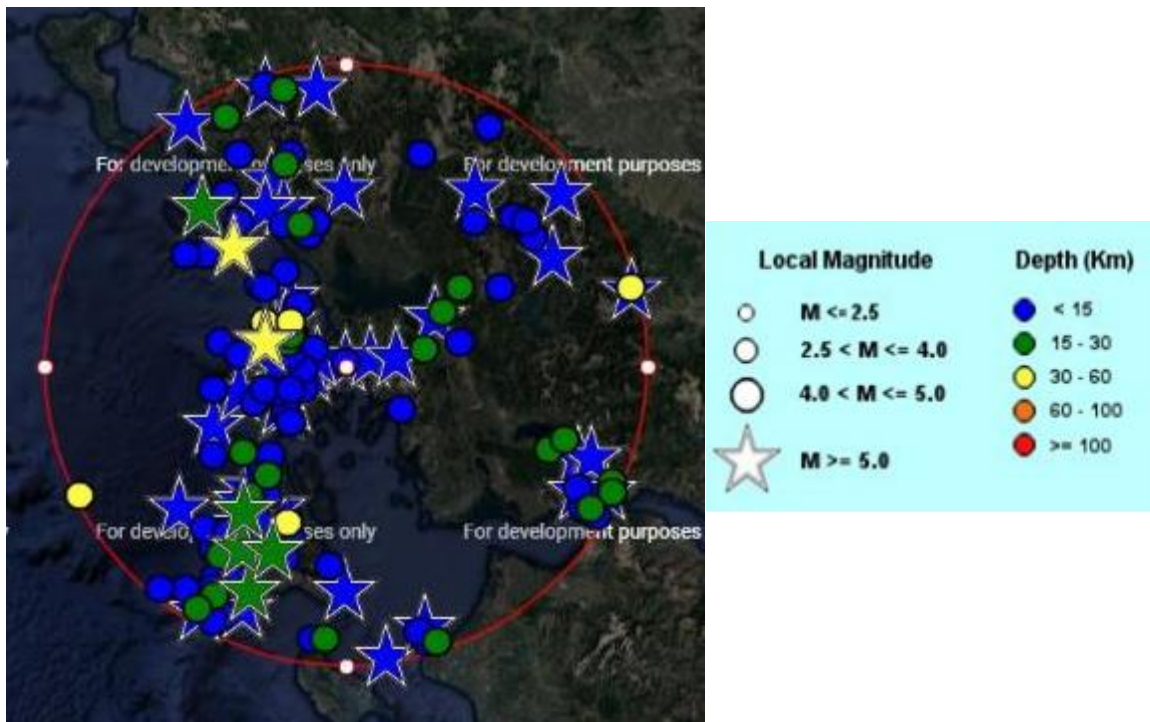 For development purposes only
For development purposes
For development purposes only
For development purposes
Local Magnitude
M <= 2.5
2.5 < M <= 4.0
4.0 < M <= 5.0
M >= 5.0
Depth (Km)
< 15
15 - 30
30 - 60
60 - 100
>= 100